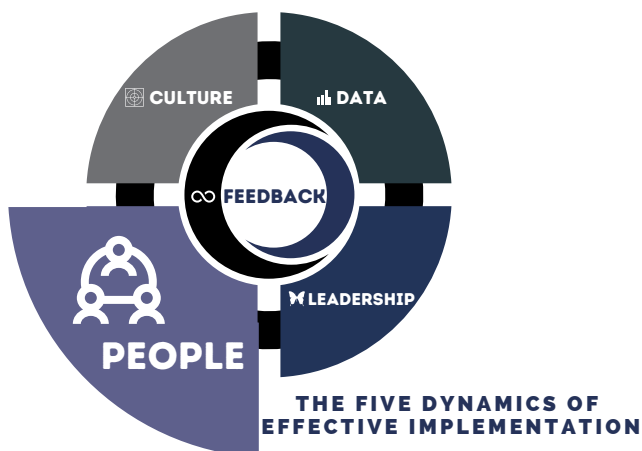 CULTURE
DATA
FEEDBACK
LEADERSHIP
PEOPLE
THE FIVE DYNAMICS OF
EFFECTIVE IMPLEMENTATION